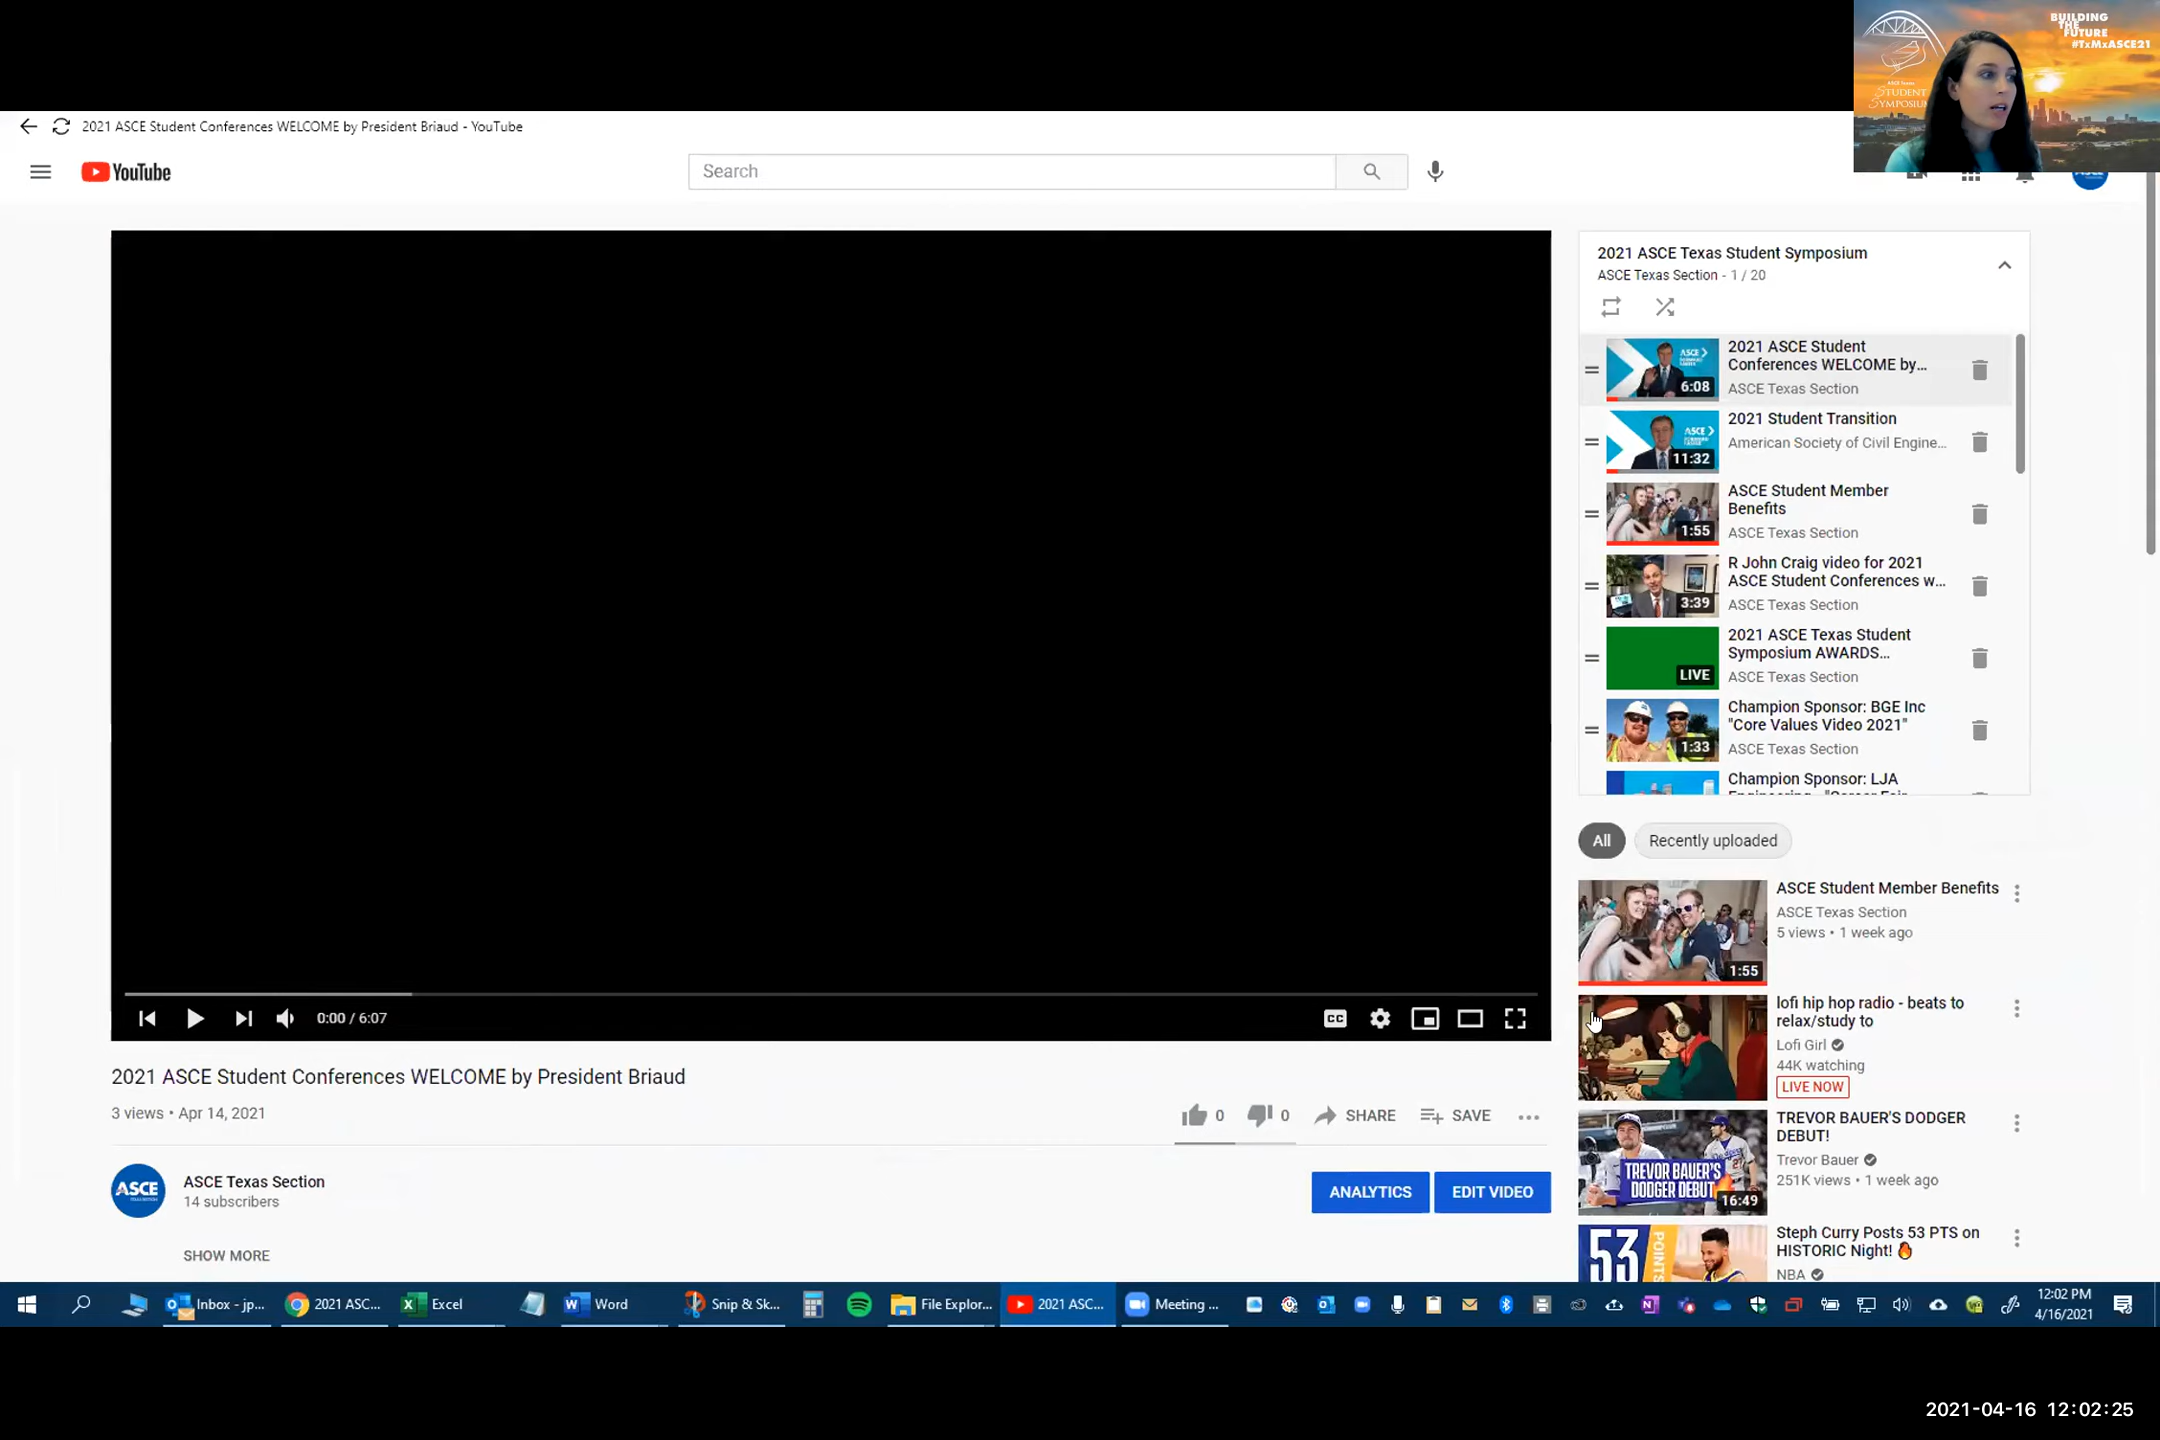 BUILDING
THE
FUTURE
#TxMxASCE21
STUDENT
SYMPOSIUM
2021 ASCE Student Conferences WELCOME by President Briaud - YouTube
YouTube
Search
2021 ASCE Texas Student Symposium
ASCE Texas Section - 1 / 20
2021 ASCE Student
Conferences WELCOME by...
ASCE Texas Section
6:08
2021 Student Transition
American Society of Civil Engine...
11:32
ASCE Student Member
Benefits
ASCE Texas Section
1:55
R John Craig video for 2021
ASCE Student Conferences w...
ASCE Texas Section
3:39
2021 ASCE Texas Student
Symposium AWARDS...
ASCE Texas Section
LIVE
Champion Sponsor: BGE Inc
"Core Values Video 2021"
ASCE Texas Section
1:33
Champion Sponsor: LJA
All
Recently uploaded
ASCE Student Member Benefits
ASCE Texas Section
5 views • 1 week ago
1:55
lofi hip hop radio - beats to
relax/study to
Lofi Girl
44K watching
LIVE NOW
TREVOR BAUER'S DODGER
DEBUT!
Trevor Bauer
251K views • 1 week ago
TREVOR BAUER'S
DODGER DEBUT
16:49
Steph Curry Posts 53 PTS on
HISTORIC Night!
NBA
53
POINTS
0:00 / 6:07
CC
2021 ASCE Student Conferences WELCOME by President Briaud
3 views • Apr 14, 2021
0
0
SHARE
SAVE
ASCE
ASCE Texas Section
14 subscribers
ANALYTICS
EDIT VIDEO
SHOW MORE
Inbox - jp...
2021 ASC...
Excel
Word
Snip & Sk...
File Explor...
2021 ASC...
Meeting ...
12:02 PM
4/16/2021
2021-04-16 12:02:25